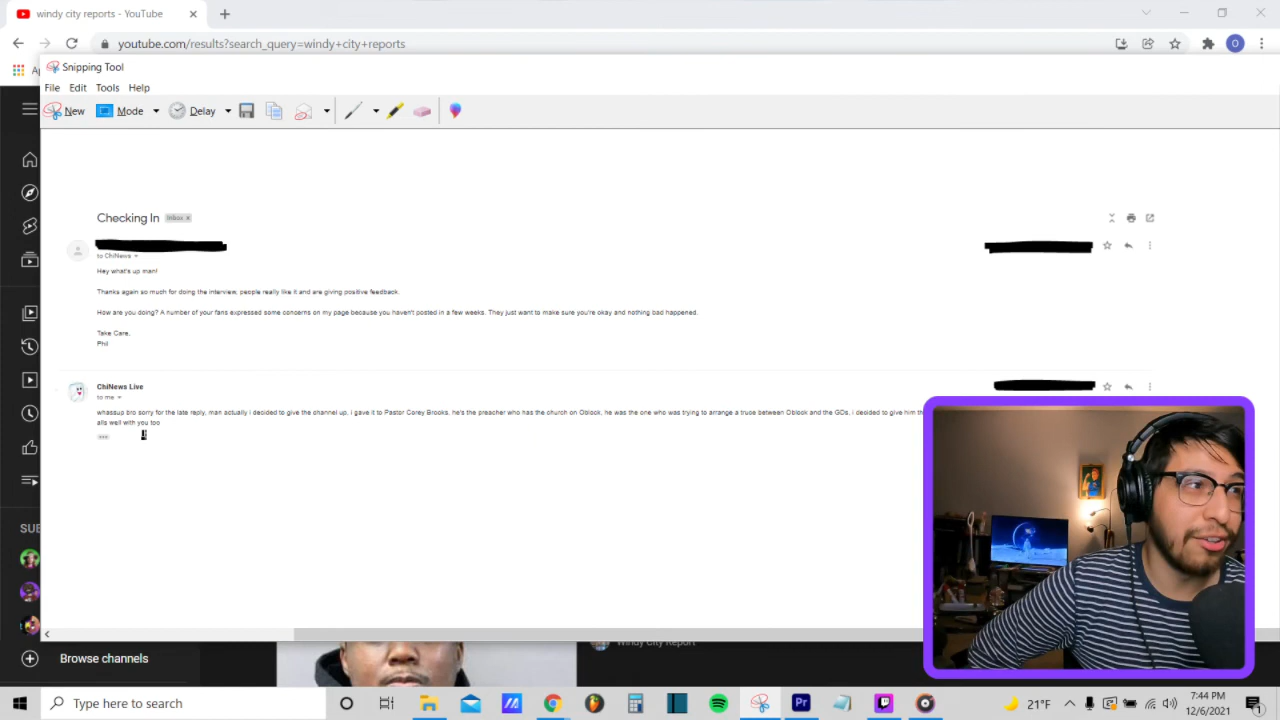 windy city reports - YouTube
youtube.com/results?search_query=windy+city+reports
Snipping Tool
File Edit Tools Help
New Mode Delay
Checking In Inbox x
to ChiNews
Hey what's up man!
Thanks again so much for doing the interview, people really like it and are giving positive feedback.
How are you doing? A number of your fans expressed some concerns on my page because you haven't posted in a few weeks. They just want to make sure you're okay and nothing bad happened.
Take Care,
Phil
ChiNews Live
to me
whassup bro sorry for the late reply, man actually i decided to give the channel up, i gave it to Pastor Corey Brooks, he's the preacher who has the church on Oblock, he was the one who was trying to arrange a truce between Oblock and the GDs, i decided to give him th
alls well with you too
SUB
Browse channels
Windy City Report
Type here to search
21°F
7:44 PM
12/6/2021